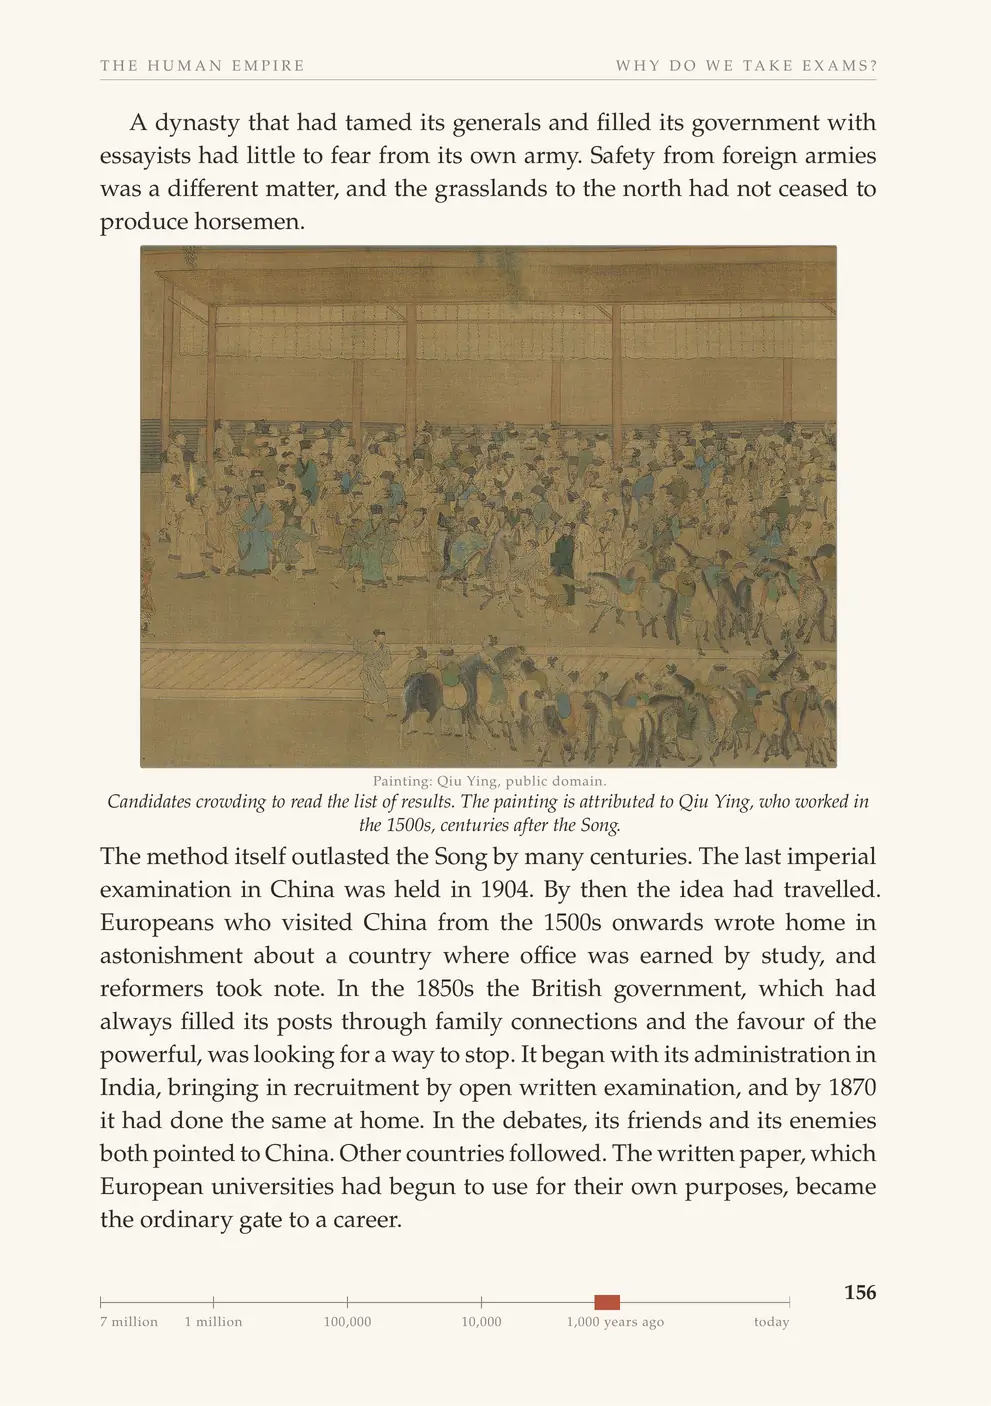 THE HUMAN EMPIRE
WHY DO WE TAKE EXAMS?
A dynasty that had tamed its generals and filled its government with
essayists had little to fear from its own army. Safety from foreign armies
was a different matter, and the grasslands to the north had not ceased to
produce horsemen.
Painting: Qiu Ying, public domain.
Candidates crowding to read the list of results. The painting is attributed to Qiu Ying, who worked in
the 1500s, centuries after the Song.
The method itself outlasted the Song by many centuries. The last imperial
examination in China was held in 1904. By then the idea had travelled.
Europeans who visited China from the 1500s onwards wrote home in
astonishment about a country where office was earned by study, and
reformers took note. In the 1850s the British government, which had
always filled its posts through family connections and the favour of the
powerful, was looking for a way to stop. It began with its administration in
India, bringing in recruitment by open written examination, and by 1870
it had done the same at home. In the debates, its friends and its enemies
both pointed to China. Other countries followed. The written paper, which
European universities had begun to use for their own purposes, became
the ordinary gate to a career.
156
7 million
1 million
100,000
10,000
1,000 years ago
today